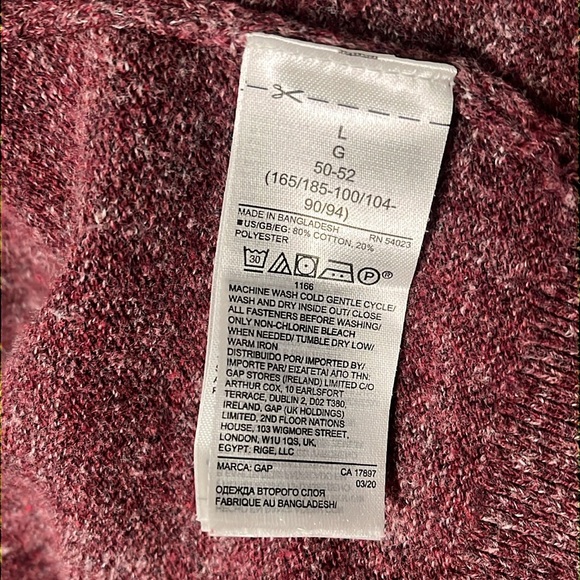 L
G
50-52
(165/185-100/104-
90/94)
MADE IN BANGLADESH RN 54023
■US/GB/EG: 80% COTTON, 20%
POLYESTER
30 P
1166
MACHINE WASH COLD GENTLE CYCLE/
WASH AND DRY INSIDE OUT/ CLOSE
ALL FASTENERS BEFORE WASHING/
ONLY NON-CHLORINE BLEACH
WHEN NEEDED/ TUMBLE DRY LOW/
WARM IRON
DISTRIBUIDO POR/ IMPORTED BY/
IMPORTE PAR/ ΕΙΣΑΓΕΤΑΙ ΑΠΟ ΤΗΝ:
GAP STORES (IRELAND) LIMITED C/O
ARTHUR COX, 10 EARLSFORT
TERRACE, DUBLIN 2, D02 T380,
IRELAND, GAP (UK HOLDINGS)
LIMITED, 2ND FLOOR NATIONS
HOUSE, 103 WIGMORE STREET,
LONDON, W1U 1QS, UK,
EGYPT: RIGE, LLC
MARCA: GAP CA 17897
03/20
ОДЕЖДА ВТОРОГО СЛОЯ
FABRIQUE AU BANGLADESH/